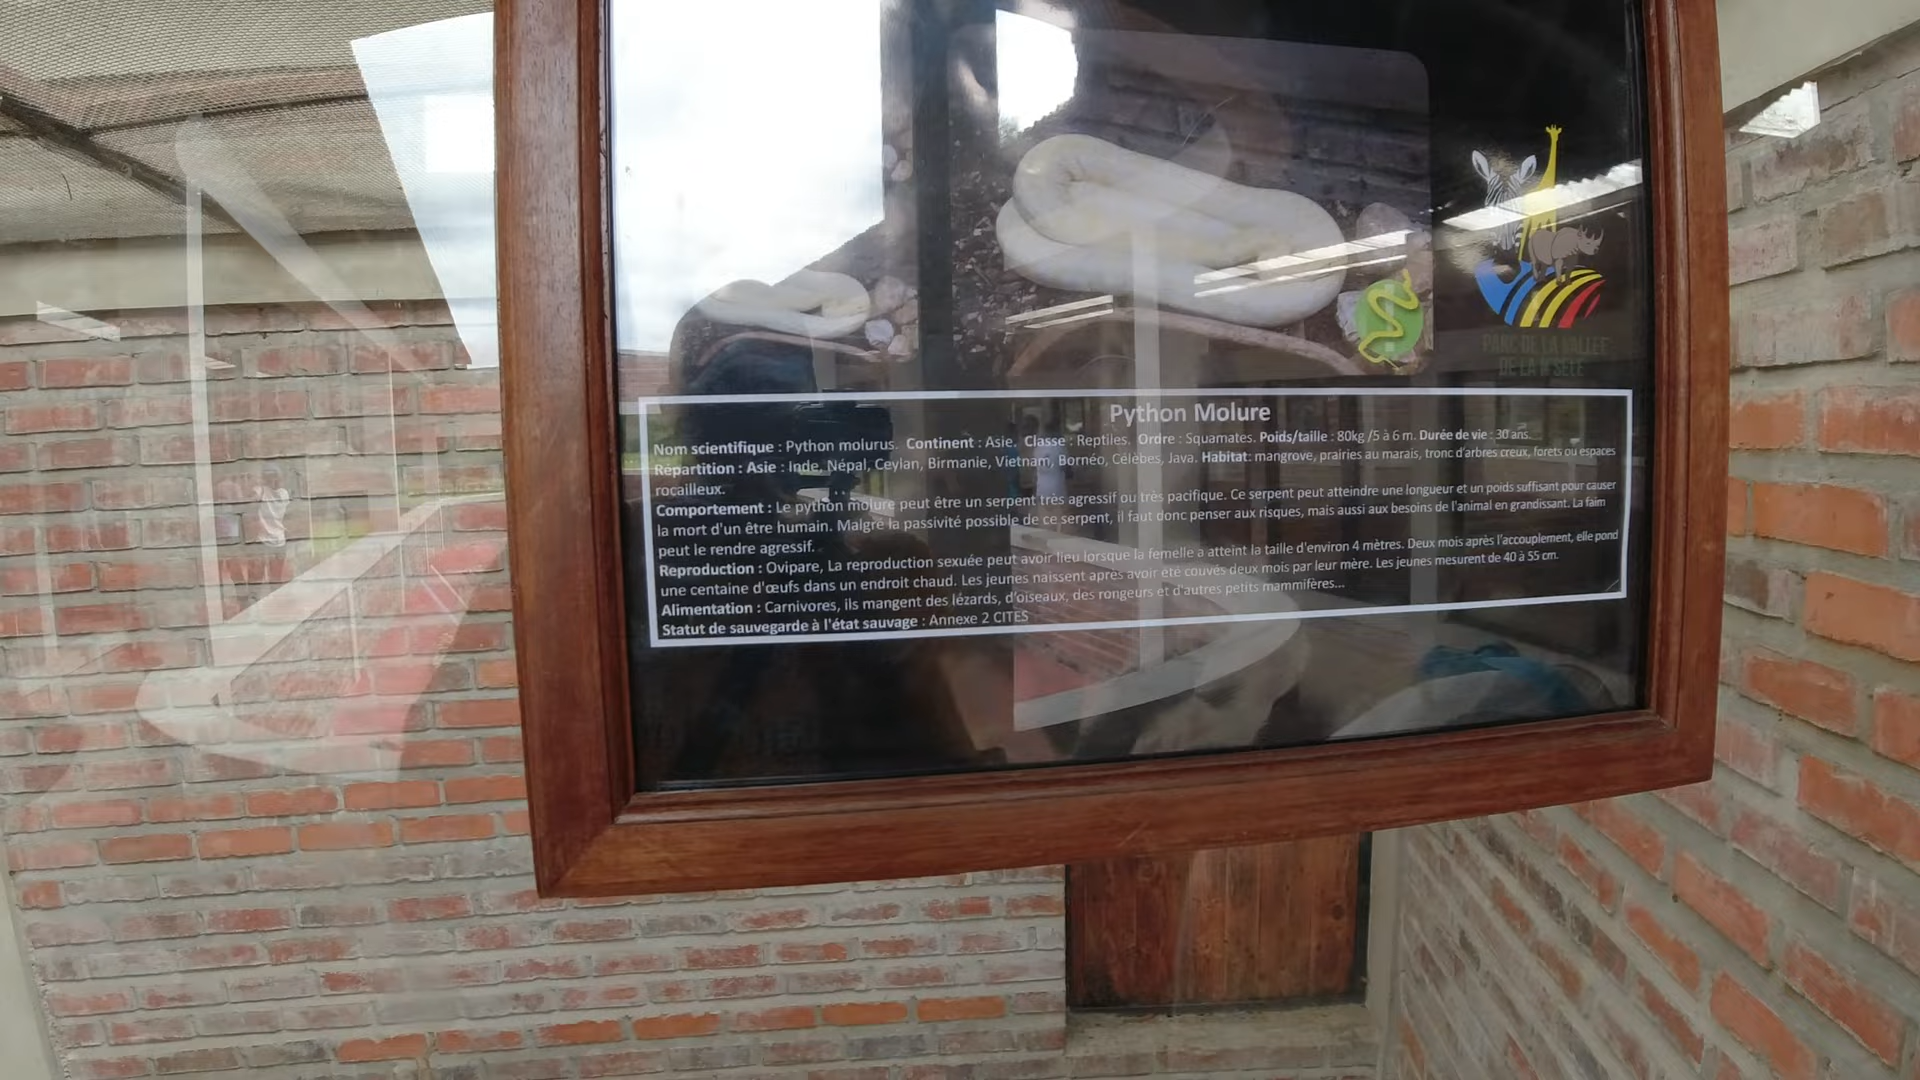 PARC DE LA VALLEE
DE LA N'SELE
Python Molure
Nom scientifique : Python molurus. Continent : Asie. Classe : Reptiles. Ordre : Squamates. Poids/taille : 80kg /5 à 6 m. Durée de vie : 30 ans.
Répartition : Asie : Inde, Népal, Ceylan, Birmanie, Vietnam, Bornéo, Célèbes, Java. Habitat: mangrove, prairies au marais, tronc d'arbres creux, forets ou espaces
rocailleux.
Comportement : Le python molure peut être un serpent très agressif ou très pacifique. Ce serpent peut atteindre une longueur et un poids suffisant pour causer
la mort d'un être humain. Malgré la passivité possible de ce serpent, il faut donc penser aux risques, mais aussi aux besoins de l'animal en grandissant. La faim
peut le rendre agressif.
Reproduction : Ovipare, La reproduction sexuée peut avoir lieu lorsque la femelle a atteint la taille d'environ 4 mètres. Deux mois après l'accouplement, elle pond
une centaine d'œufs dans un endroit chaud. Les jeunes naissent après avoir été couvés deux mois par leur mère. Les jeunes mesurent de 40 à 55 cm.
Alimentation : Carnivores, ils mangent des lézards, d'oiseaux, des rongeurs et d'autres petits mammifères...
Statut de sauvegarde à l'état sauvage : Annexe 2 CITES